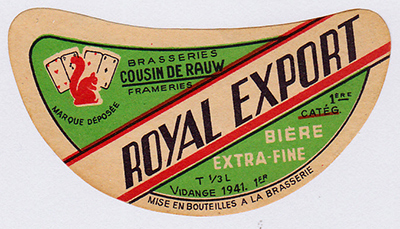 BRASSERIES
COUSIN DE RAUW
FRAMERIES
MARQUE DÉPOSÉE
ROYAL EXPORT
1ÈRE
CATÉG.
BIÈRE
EXTRA-FINE
T 1/3 L
VIDANGE 1941. 1ER
MISE EN BOUTEILLES A LA BRASSERIE